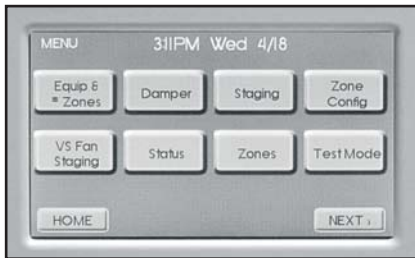 MENU 3:11PM Wed 4/18
Equip &
# Zones
Damper
Staging
Zone
Config
VS Fan
Staging
Status
Zones
Test Mode
HOME
NEXT ›